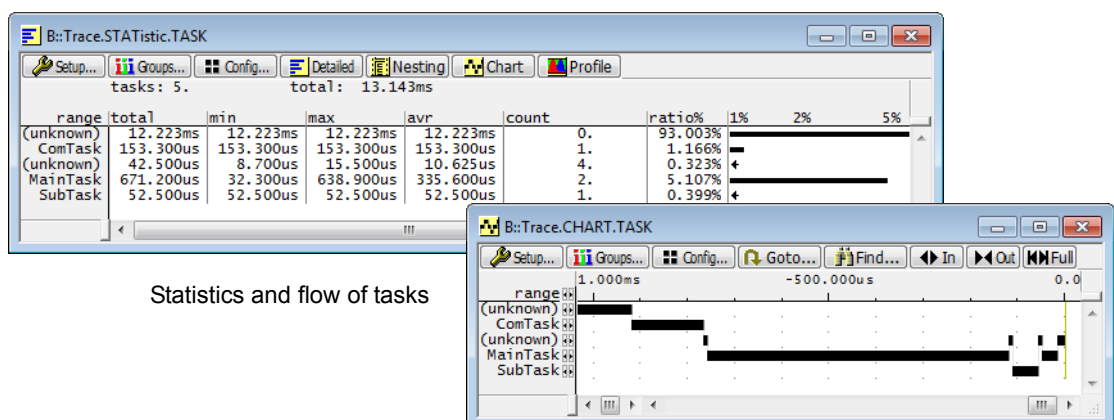 B::Trace.STATistic.TASK
Setup... Groups... Config... Detailed Nesting Chart Profile
tasks: 5. total: 13.143ms
range total min max avr count ratio% 1% 2% 5%
(unknown) 12.223ms 12.223ms 12.223ms 12.223ms 0. 93.003%
ComTask 153.300us 153.300us 153.300us 153.300us 1. 1.166%
(unknown) 42.500us 8.700us 15.500us 10.625us 4. 0.323%
MainTask 671.200us 32.300us 638.900us 335.600us 2. 5.107%
SubTask 52.500us 52.500us 52.500us 52.500us 1. 0.399%
Statistics and flow of tasks
B::Trace.CHART.TASK
Setup... Groups... Config... Goto... Find... In Out Full
1.000ms -500.000us 0.0
range
(unknown)
ComTask
(unknown)
MainTask
SubTask